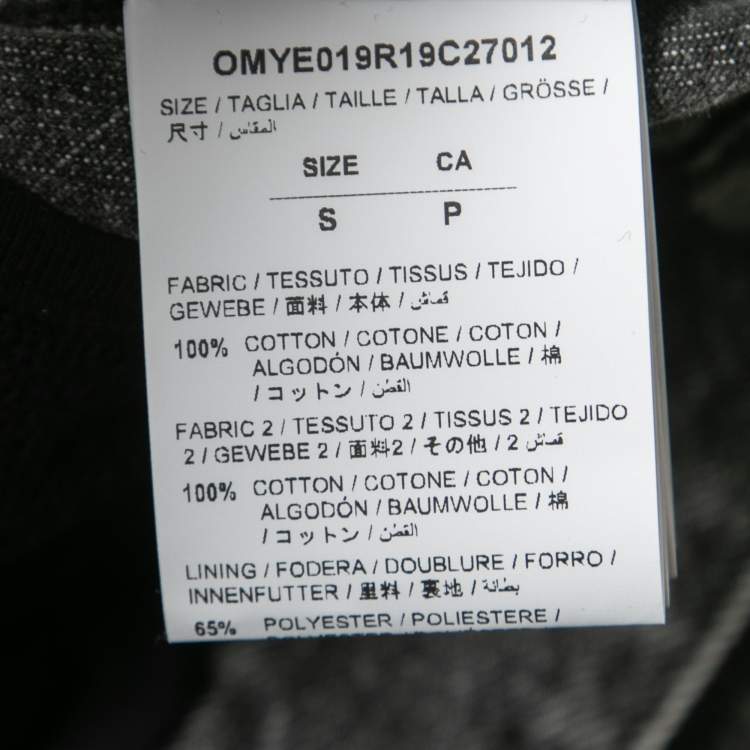 OMYE019R19C27012
SIZE / TAGLIA / TAILLE / TALLA / GRÖSSE /
尺寸 / المقاس
SIZE CA
S P
FABRIC / TESSUTO / TISSUS / TEJIDO /
GEWEBE / 面料 / 本体 / قماش
100% COTTON / COTONE / COTON /
ALGODÓN / BAUMWOLLE / 棉
/ コットン / القطن
FABRIC 2 / TESSUTO 2 / TISSUS 2 / TEJIDO
2 / GEWEBE 2 / 面料2 / その他 / 2 قماش
100% COTTON / COTONE / COTON /
ALGODÓN / BAUMWOLLE / 棉
/ コットン / القطن
LINING / FODERA / DOUBLURE / FORRO /
INNENFUTTER / 里料 / 裏地 / بطانة
65% POLYESTER / POLIESTERE /